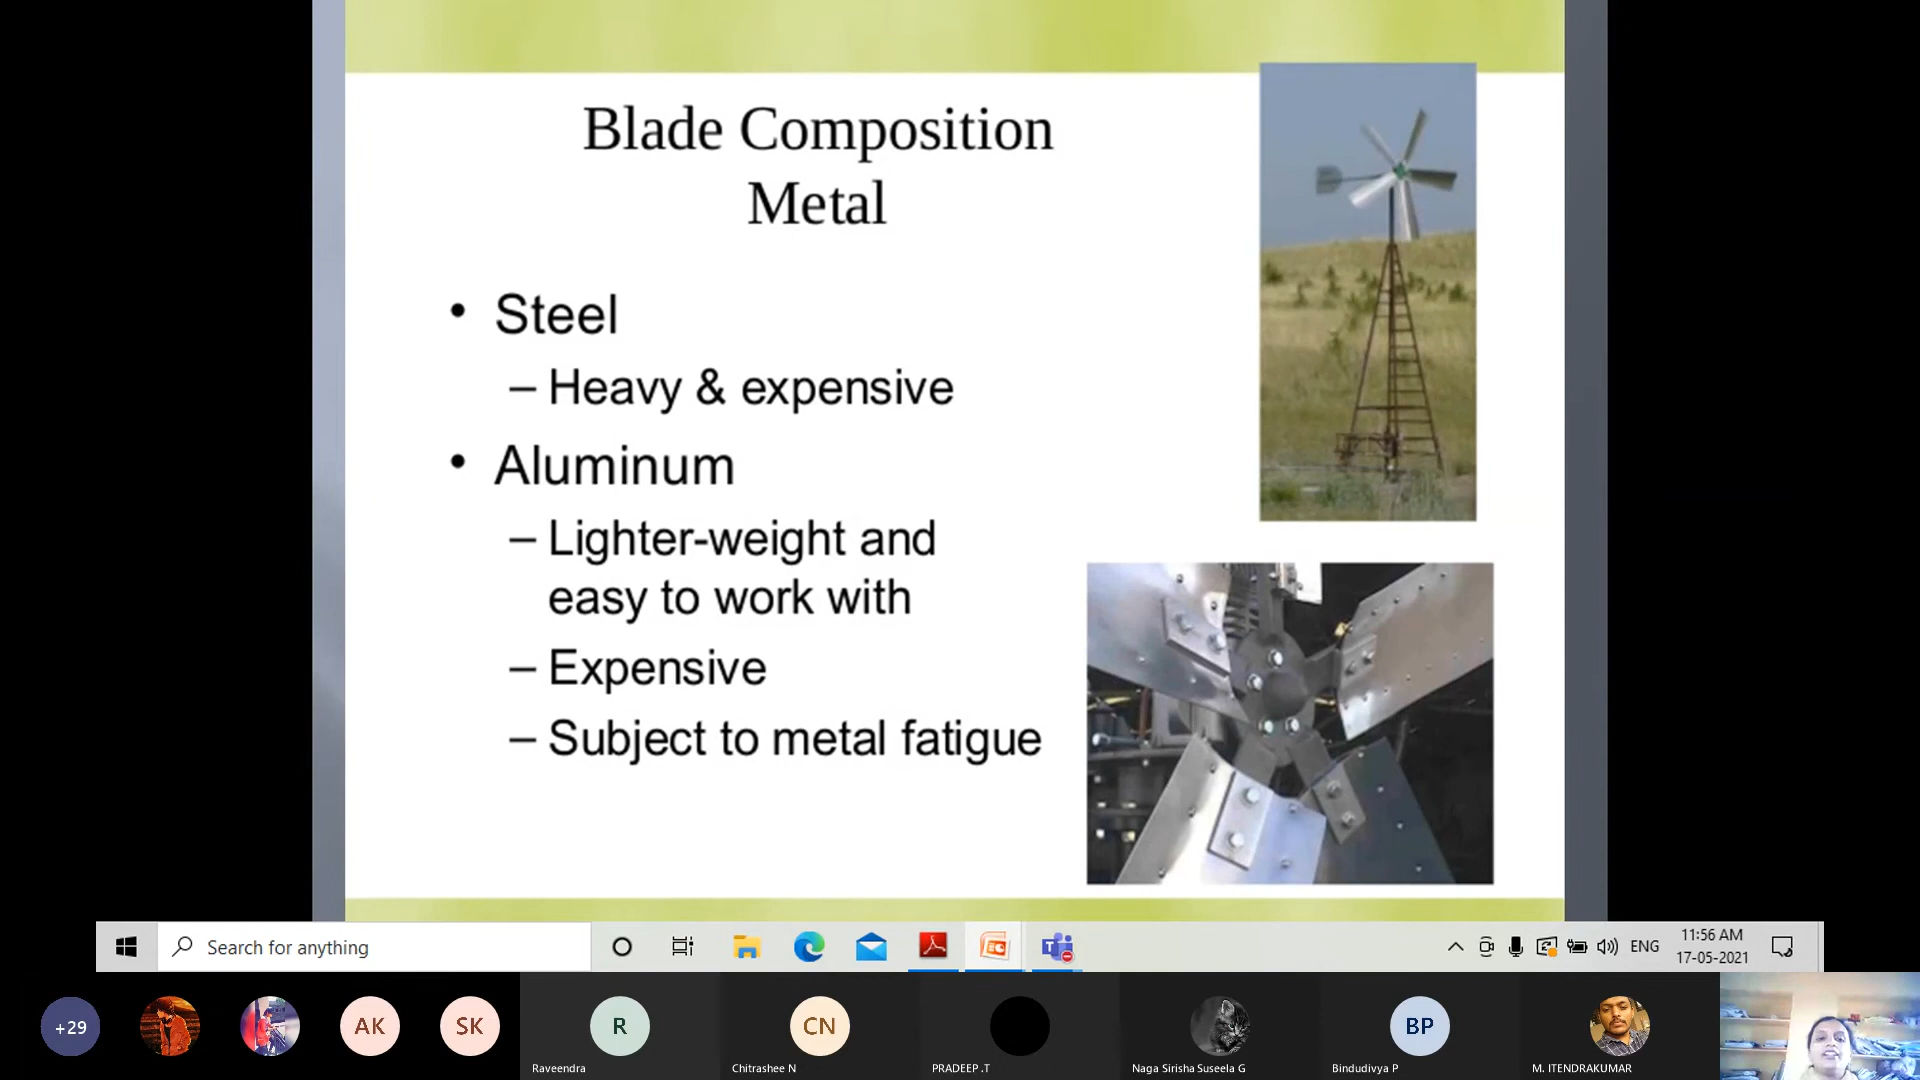 Blade Composition
Metal
• Steel
– Heavy & expensive
• Aluminum
– Lighter-weight and
easy to work with
– Expensive
– Subject to metal fatigue
Search for anything
ENG
11:56 AM
17-05-2021
+29
AK
SK
R
CN
BP
Raveendra
Chitrashee N
PRADEEP .T
Naga Sirisha Suseela G
Bindudivya P
M. ITENDRAKUMAR